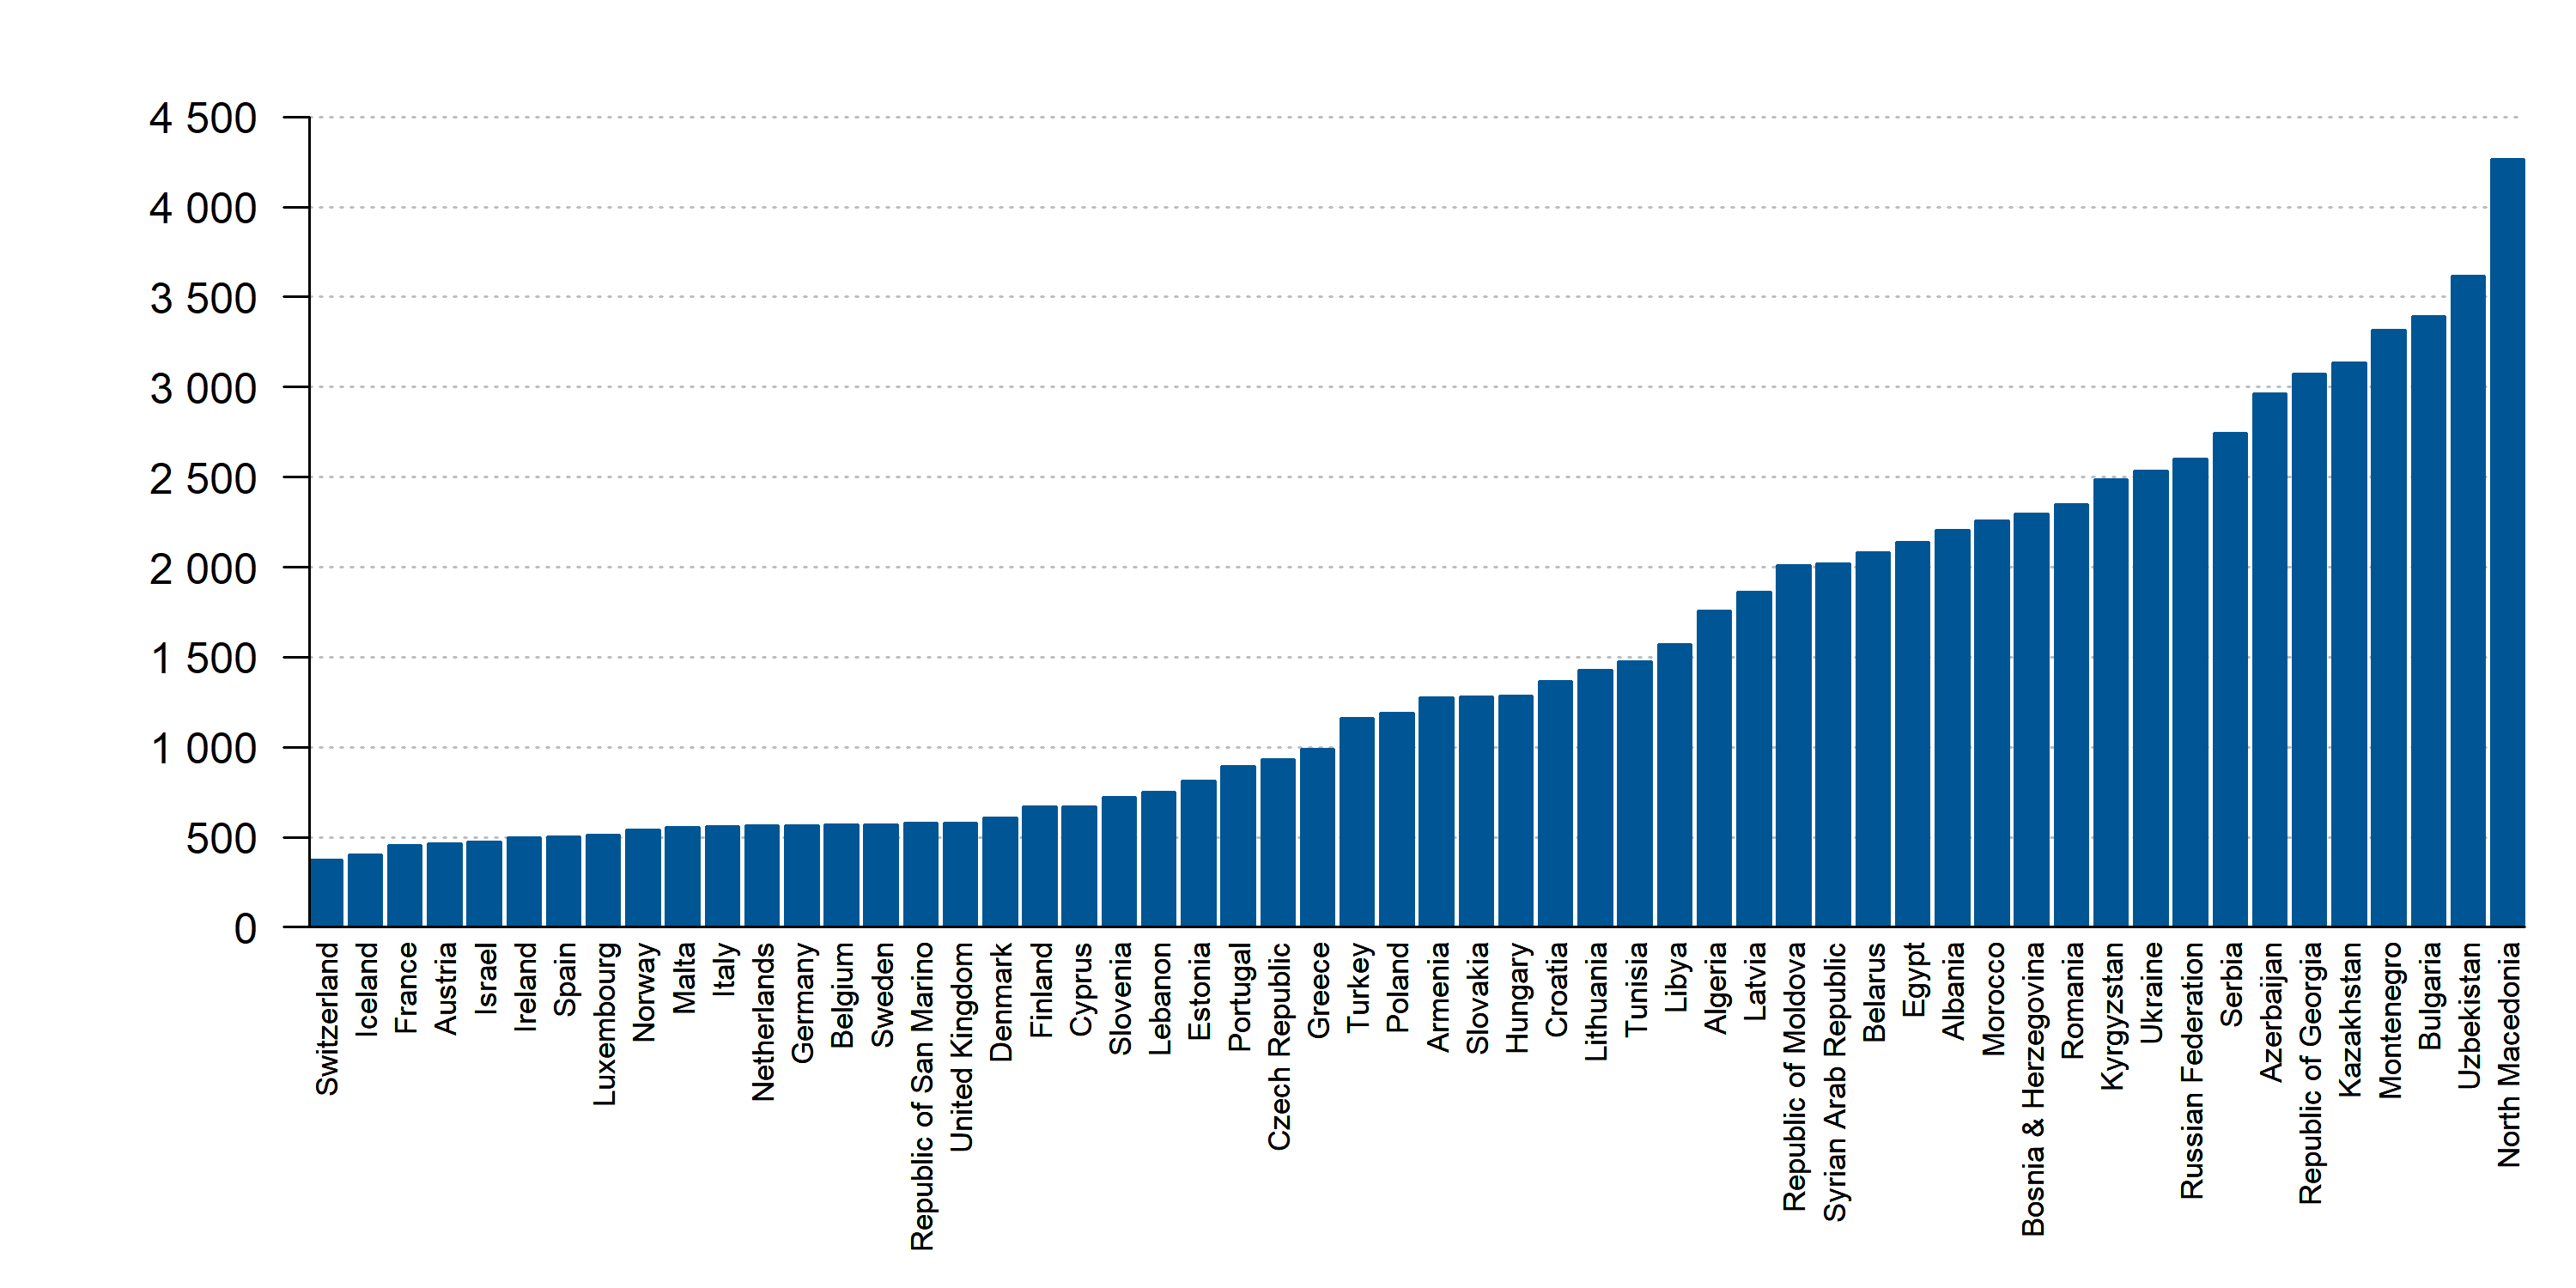 4 500
4 000
3 500
3 000
2 500
2 000
1 500
1 000
500
0
Switzerland
Iceland
France
Austria
Israel
Ireland
Spain
Luxembourg
Norway
Malta
Italy
Netherlands
Germany
Belgium
Sweden
Republic of San Marino
United Kingdom
Denmark
Finland
Cyprus
Slovenia
Lebanon
Estonia
Portugal
Czech Republic
Greece
Turkey
Poland
Armenia
Slovakia
Hungary
Croatia
Lithuania
Tunisia
Libya
Algeria
Latvia
Republic of Moldova
Syrian Arab Republic
Belarus
Egypt
Albania
Morocco
Bosnia & Herzegovina
Romania
Kyrgyzstan
Ukraine
Russian Federation
Serbia
Azerbaijan
Republic of Georgia
Kazakhstan
Montenegro
Bulgaria
Uzbekistan
North Macedonia